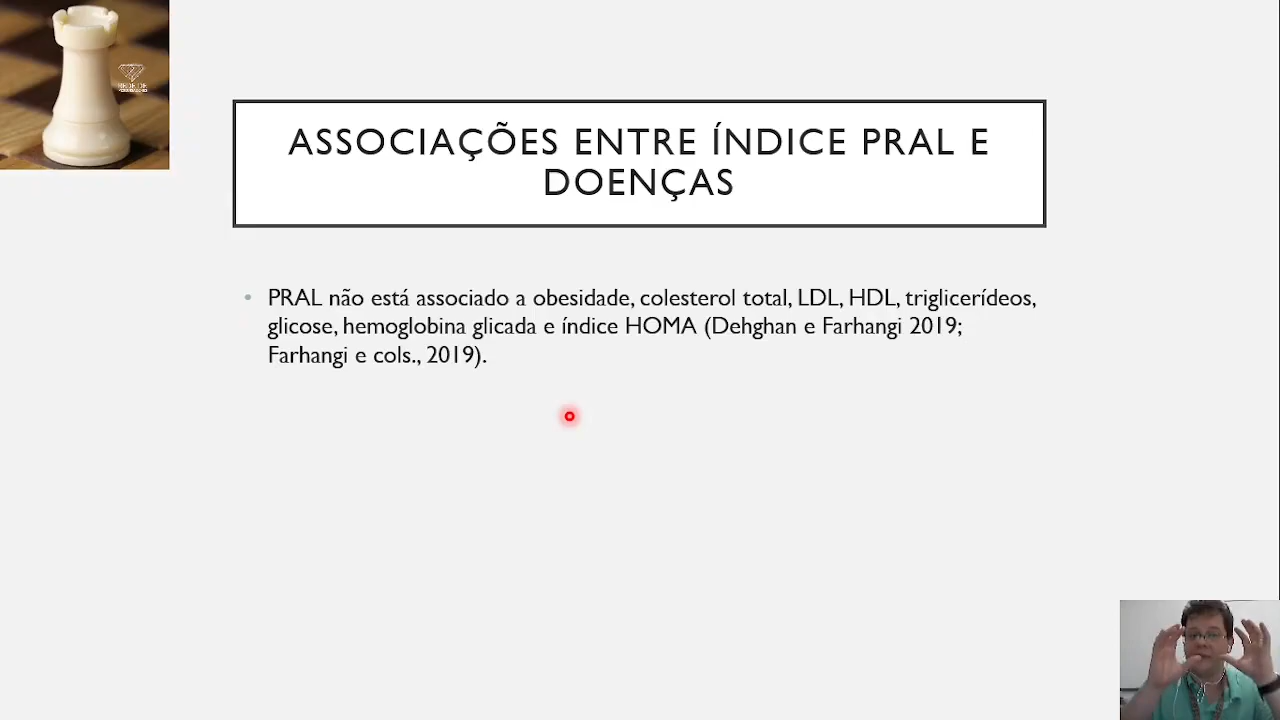 ASSOCIAÇÕES ENTRE ÍNDICE PRAL E
DOENÇAS
• PRAL não está associado a obesidade, colesterol total, LDL, HDL, triglicerídeos,
glicose, hemoglobina glicada e índice HOMA (Dehghan e Farhangi 2019;
Farhangi e cols., 2019).